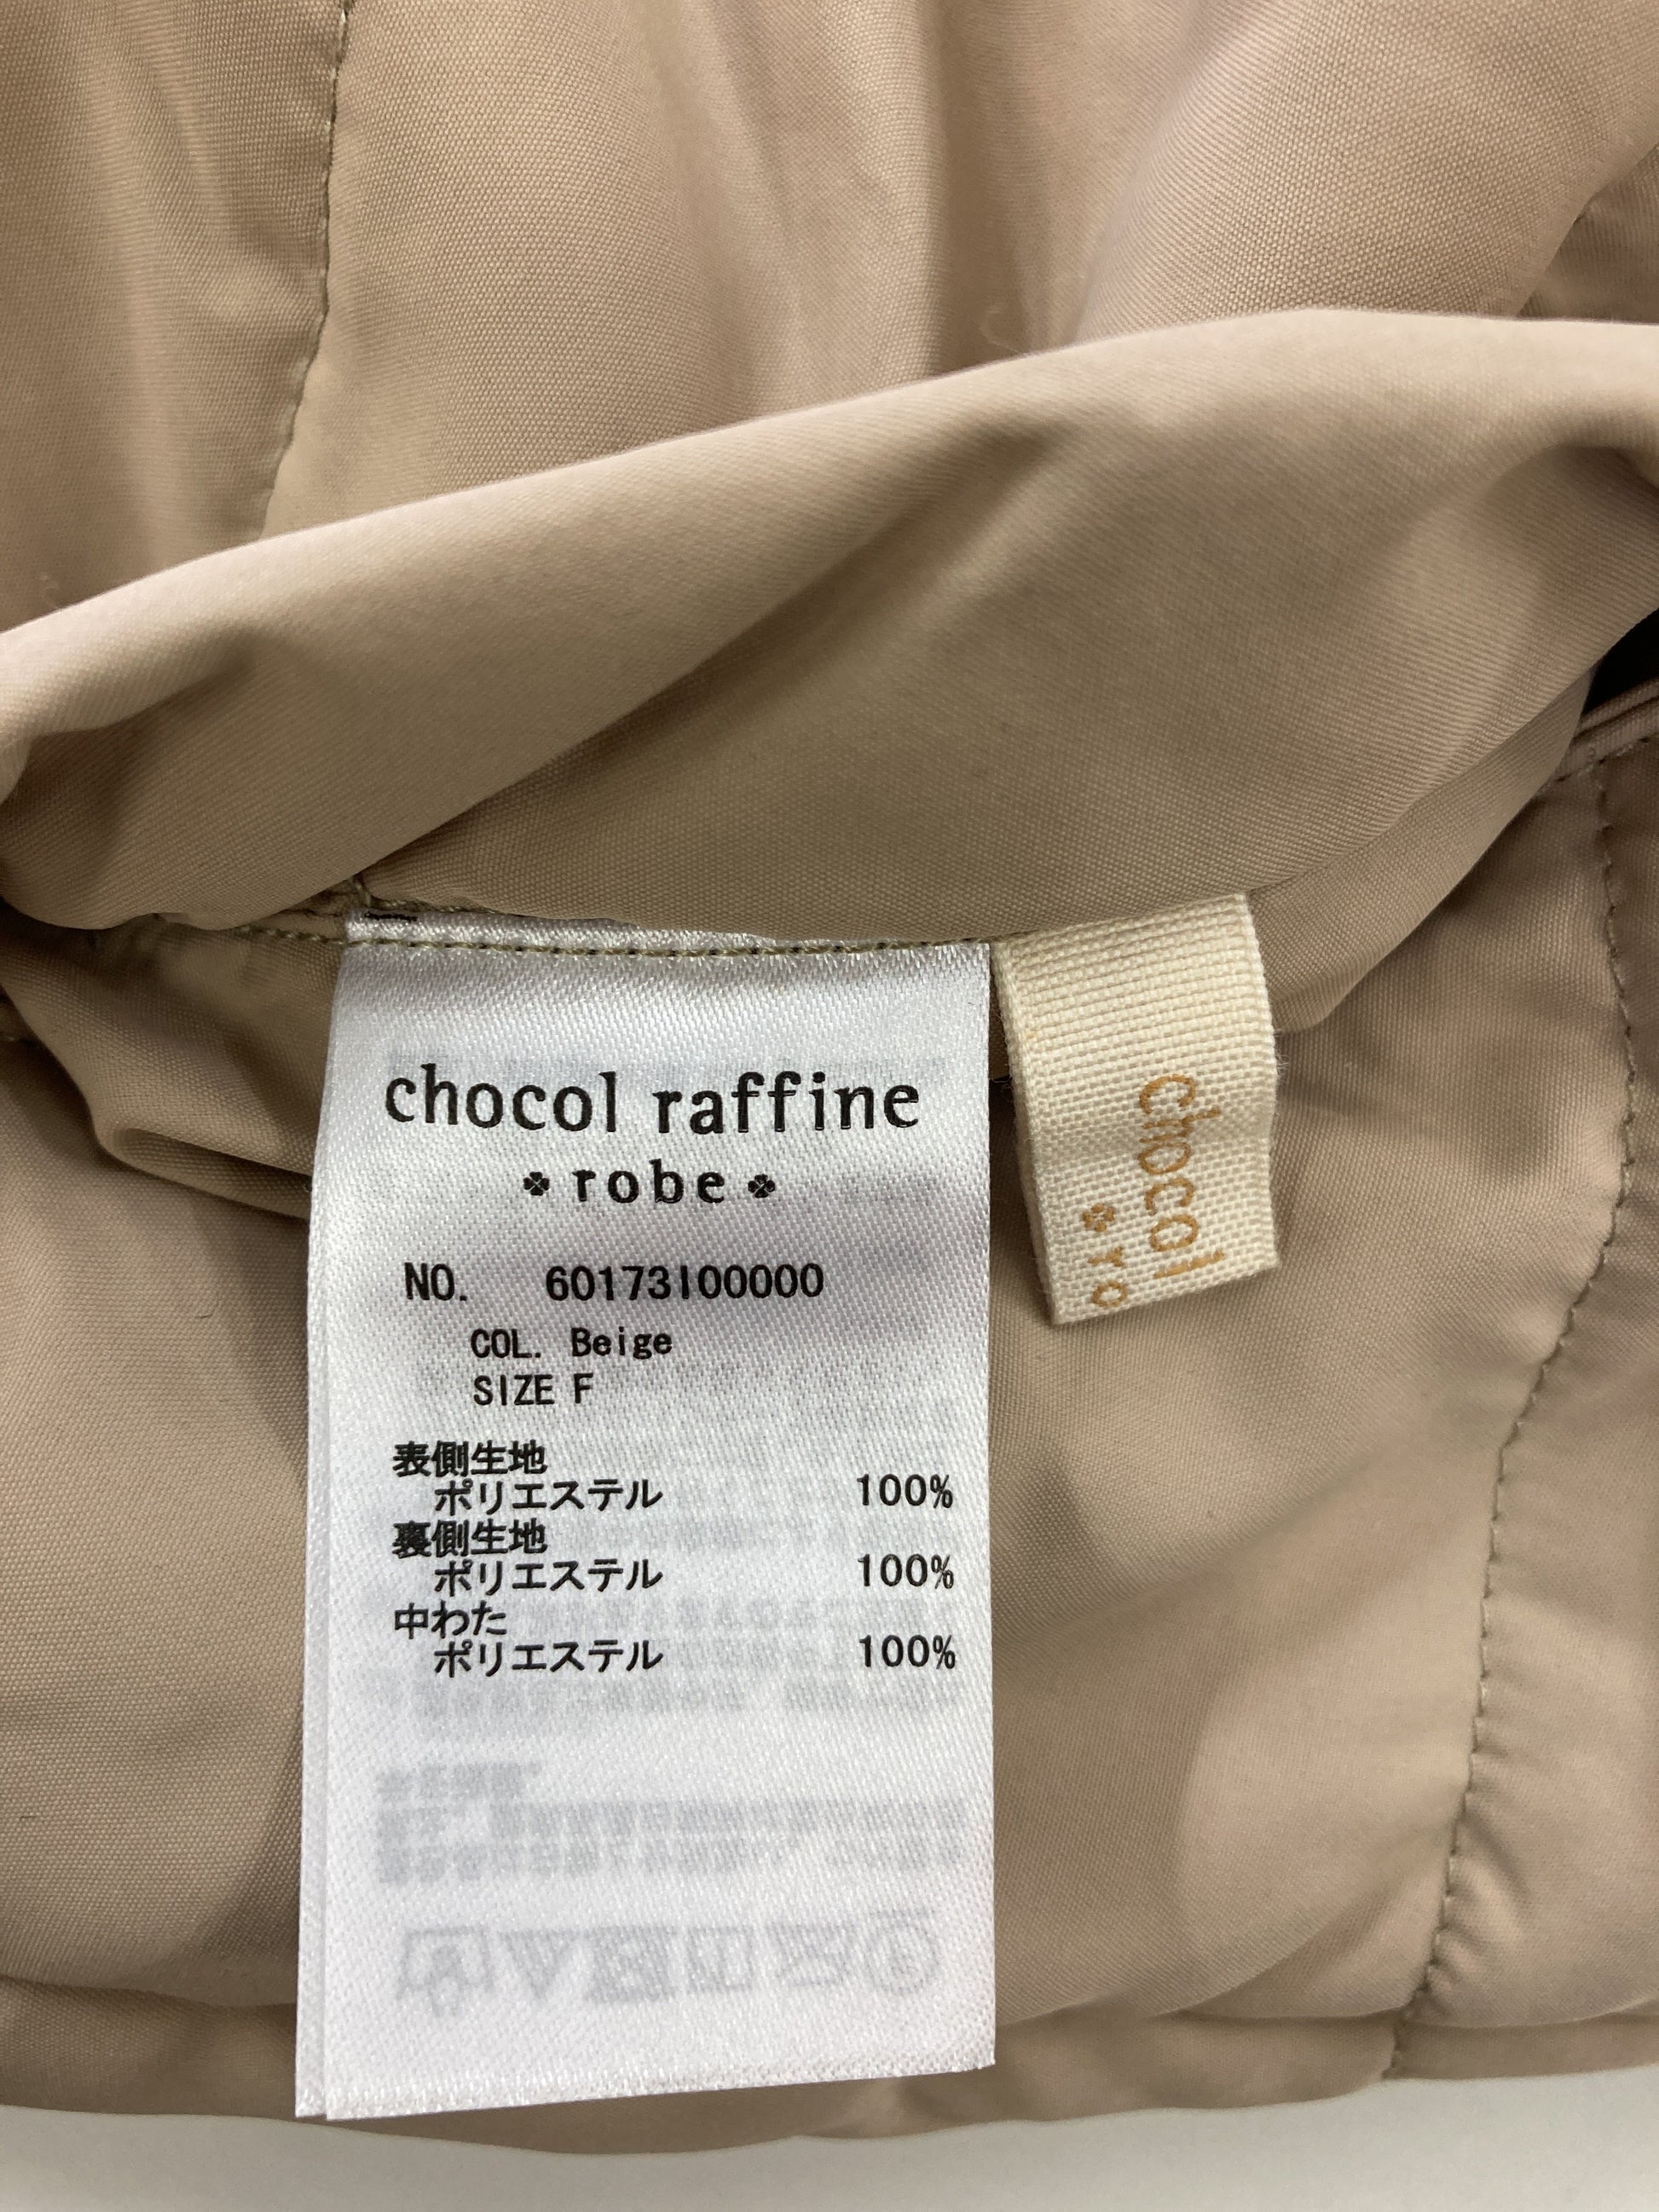 chocol raffine
robe
NO. 60173100000
COL. Beige
SIZE F
表側生地
ポリエステル 100%
裏側生地
ポリエステル 100%
中わた
ポリエステル 100%
chocol
ro